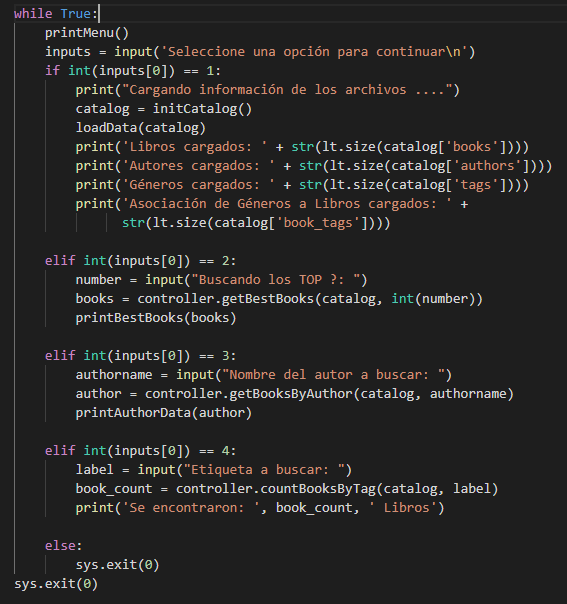 while True:
    printMenu()
    inputs = input('Seleccione una opción para continuar\n')
    if int(inputs[0]) == 1:
        print("Cargando información de los archivos ....")
        catalog = initCatalog()
        loadData(catalog)
        print('Libros cargados: ' + str(lt.size(catalog['books'])))
        print('Autores cargados: ' + str(lt.size(catalog['authors'])))
        print('Géneros cargados: ' + str(lt.size(catalog['tags'])))
        print('Asociación de Géneros a Libros cargados: ' +
              str(lt.size(catalog['book_tags'])))

    elif int(inputs[0]) == 2:
        number = input("Buscando los TOP ?: ")
        books = controller.getBestBooks(catalog, int(number))
        printBestBooks(books)

    elif int(inputs[0]) == 3:
        authorname = input("Nombre del autor a buscar: ")
        author = controller.getBooksByAuthor(catalog, authorname)
        printAuthorData(author)

    elif int(inputs[0]) == 4:
        label = input("Etiqueta a buscar: ")
        book_count = controller.countBooksByTag(catalog, label)
        print('Se encontraron: ', book_count, ' Libros')

    else:
        sys.exit(0)
sys.exit(0)